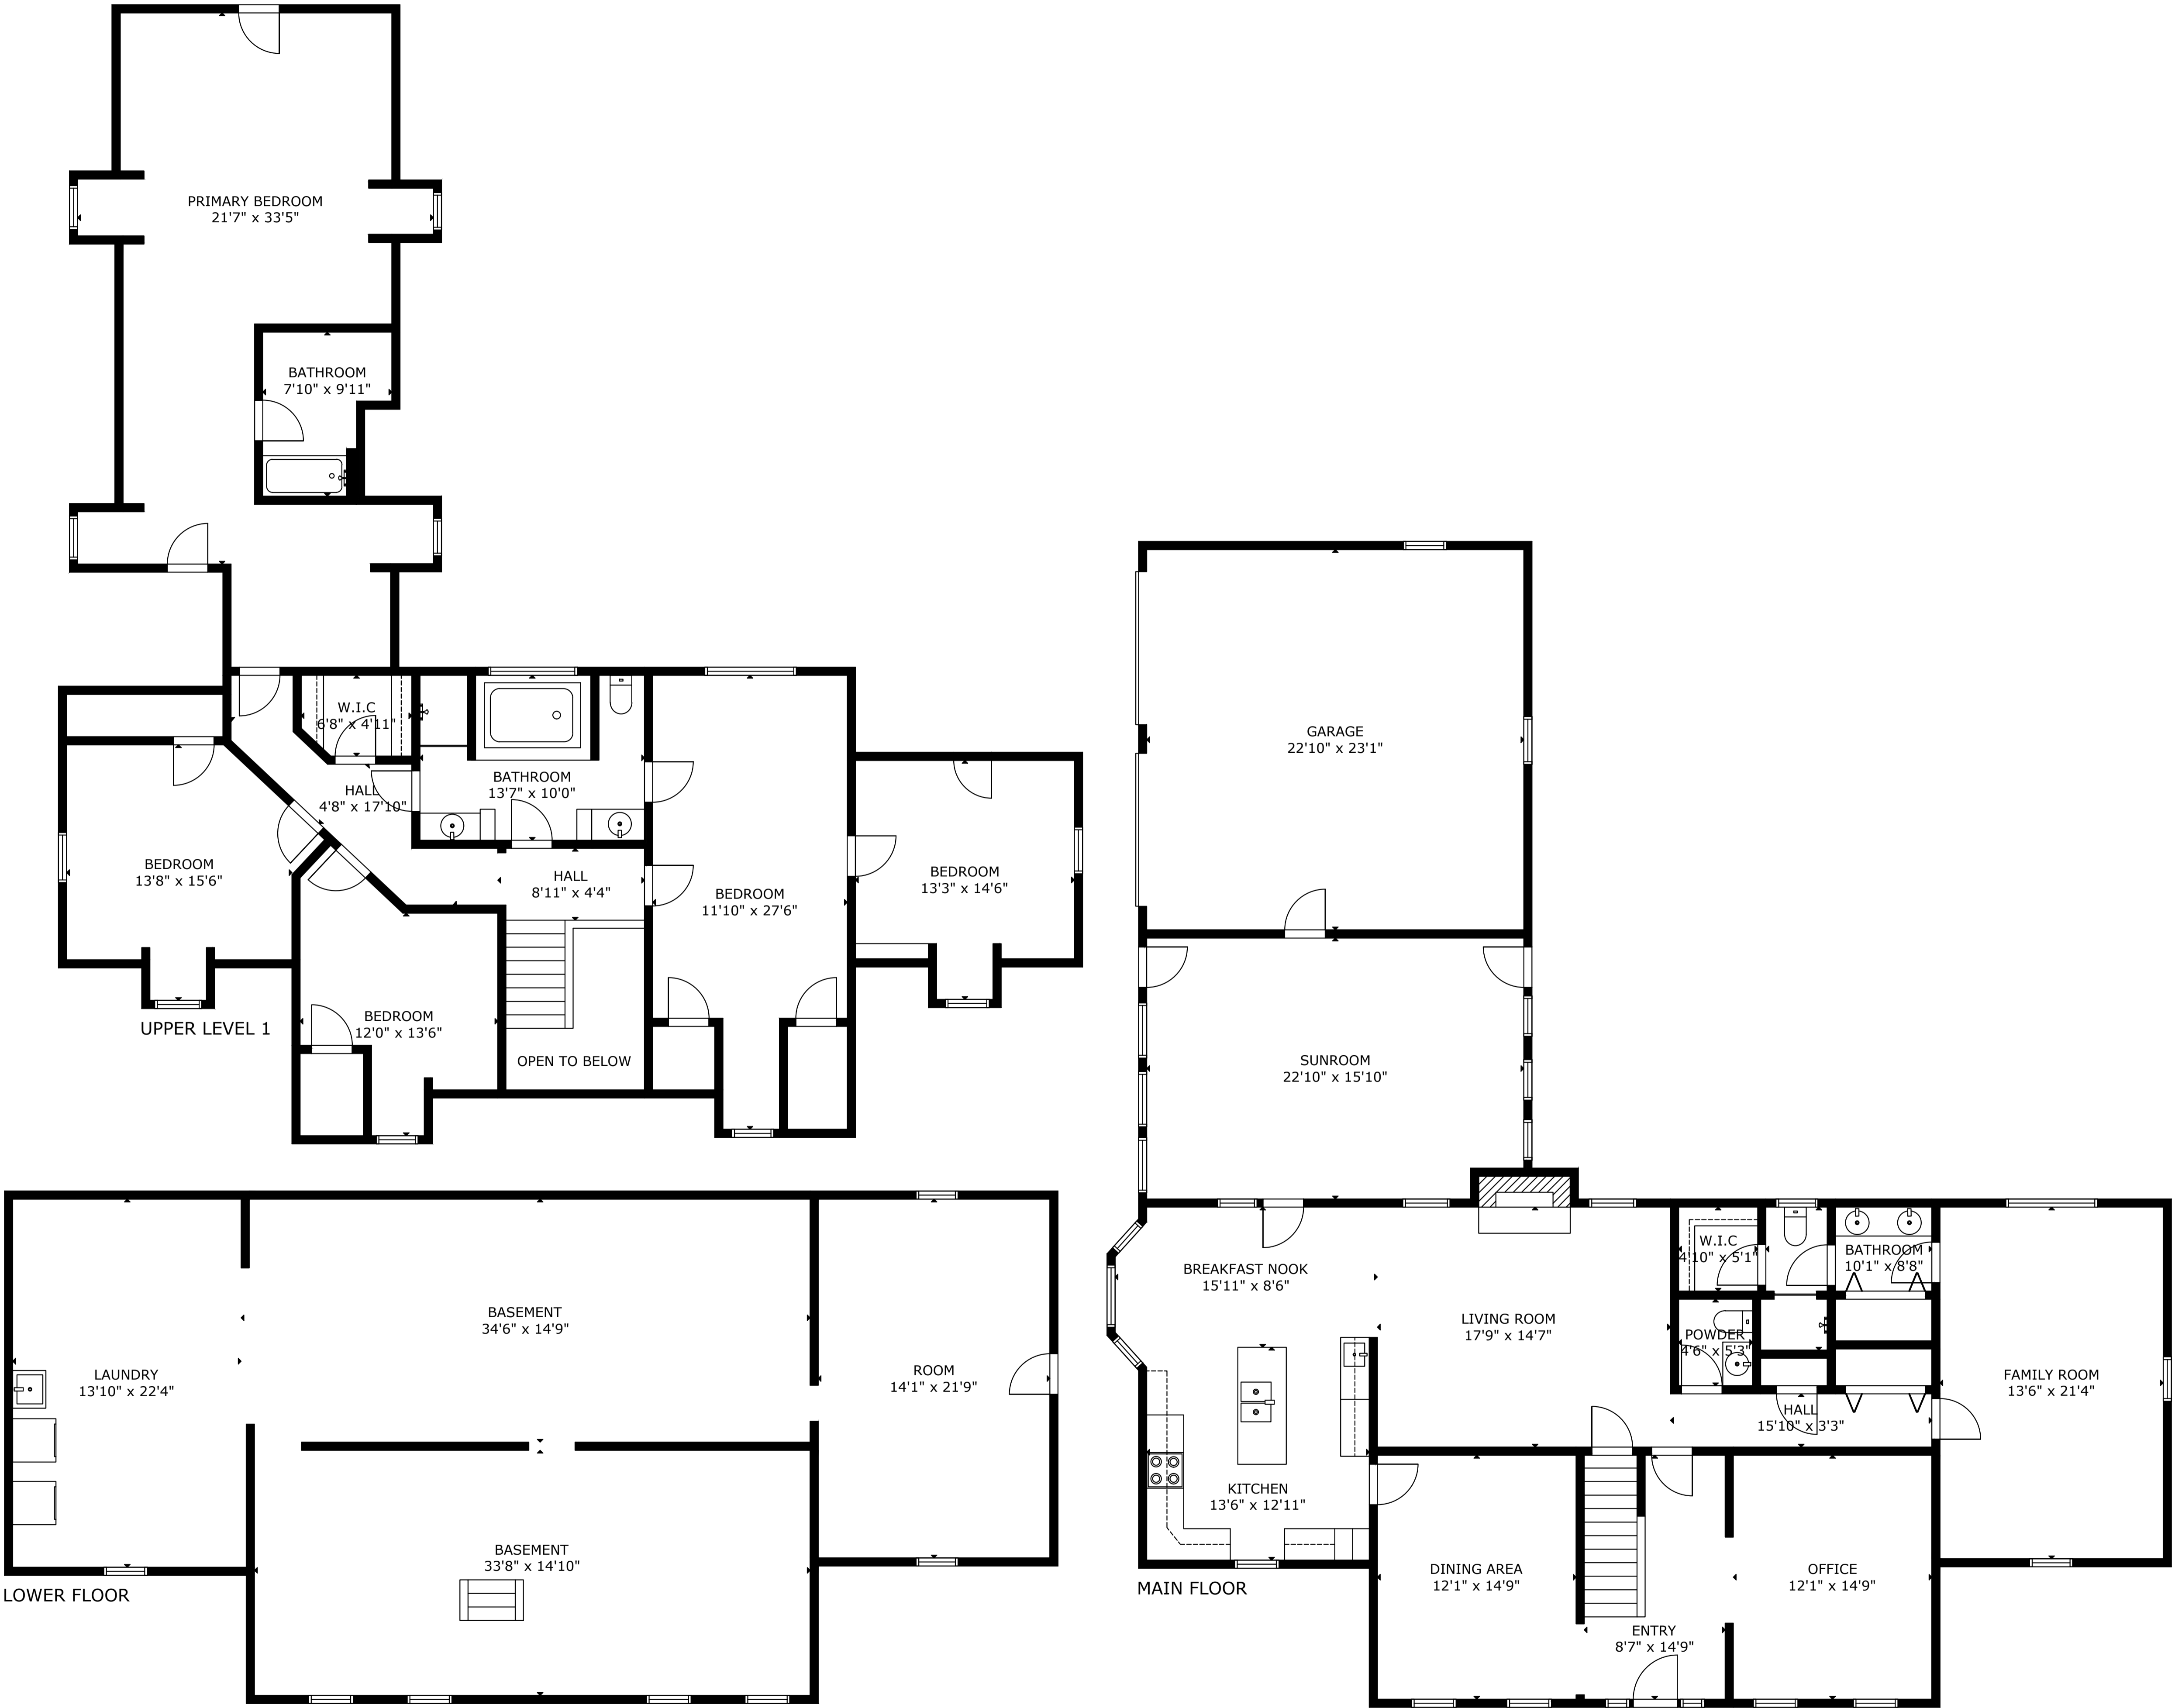 PRIMARY BEDROOM
21'7" x 33'5"
BATHROOM
7'10" x 9'11"
W.I.C
6'8" x 4'11"
HALL
4'8" x 17'10"
BATHROOM
13'7" x 10'0"
BEDROOM
13'8" x 15'6"
HALL
8'11" x 4'4"
BEDROOM
11'10" x 27'6"
BEDROOM
13'3" x 14'6"
BEDROOM
12'0" x 13'6"
OPEN TO BELOW
UPPER LEVEL 1
GARAGE
22'10" x 23'1"
SUNROOM
22'10" x 15'10"
BREAKFAST NOOK
15'11" x 8'6"
LIVING ROOM
17'9" x 14'7"
W.I.C
4'10" x 5'1"
BATHROOM
10'1" x 8'8"
POWDER
4'6" x 5'3"
HALL
15'10" x 3'3"
FAMILY ROOM
13'6" x 21'4"
KITCHEN
13'6" x 12'11"
DINING AREA
12'1" x 14'9"
ENTRY
8'7" x 14'9"
OFFICE
12'1" x 14'9"
MAIN FLOOR
BASEMENT
34'6" x 14'9"
LAUNDRY
13'10" x 22'4"
ROOM
14'1" x 21'9"
BASEMENT
33'8" x 14'10"
LOWER FLOOR